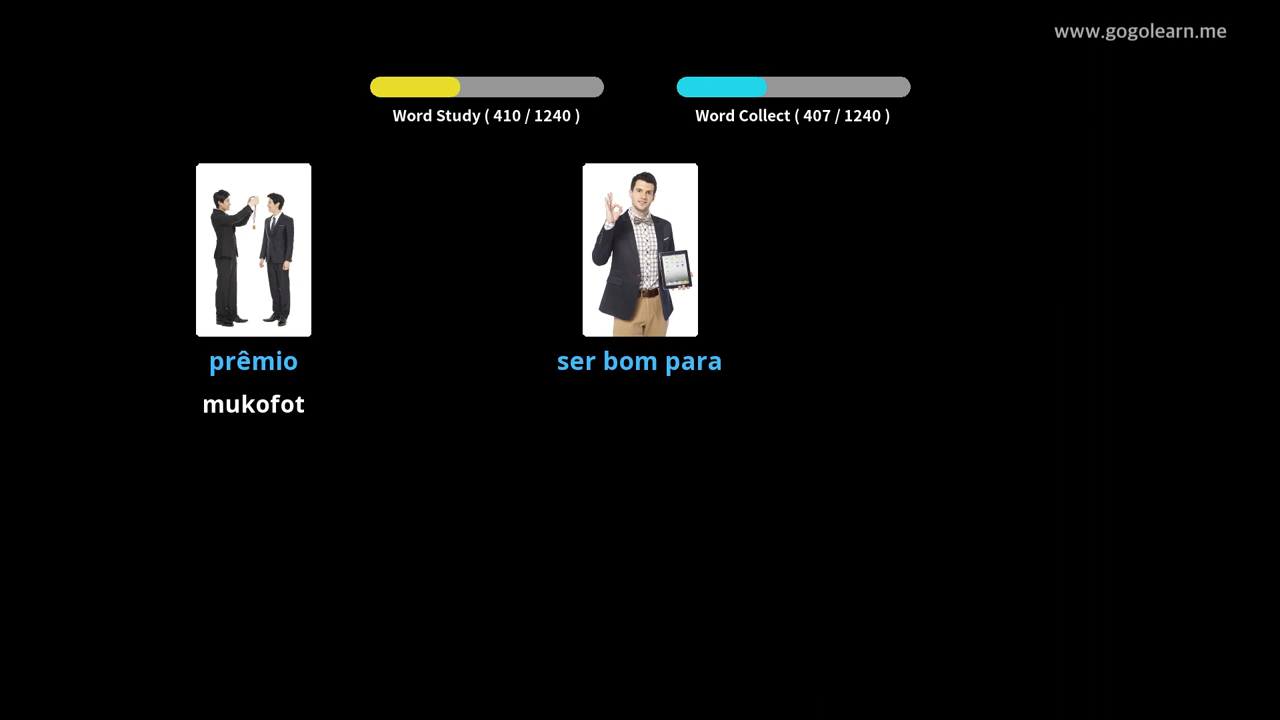 www.gogolearn.me
Word Study ( 410 / 1240 )
Word Collect ( 407 / 1240 )
prêmio
ser bom para
mukofot